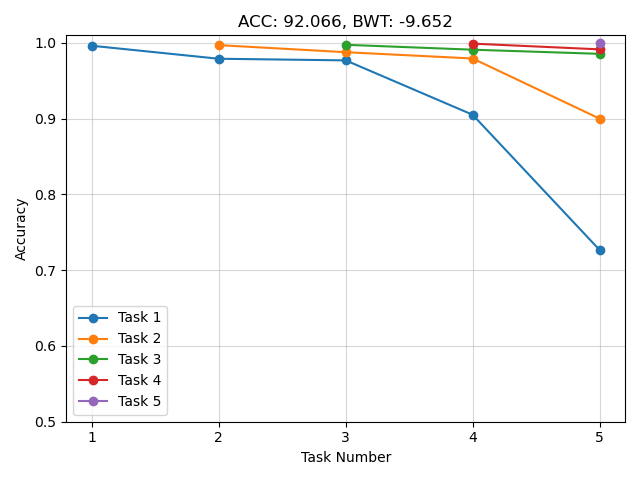 ACC: 92.066, BWT: -9.652
1.0
0.9
0.8
0.7
0.6
0.5
Accuracy
Task 1
Task 2
Task 3
Task 4
Task 5
1 2 3 4 5
Task Number